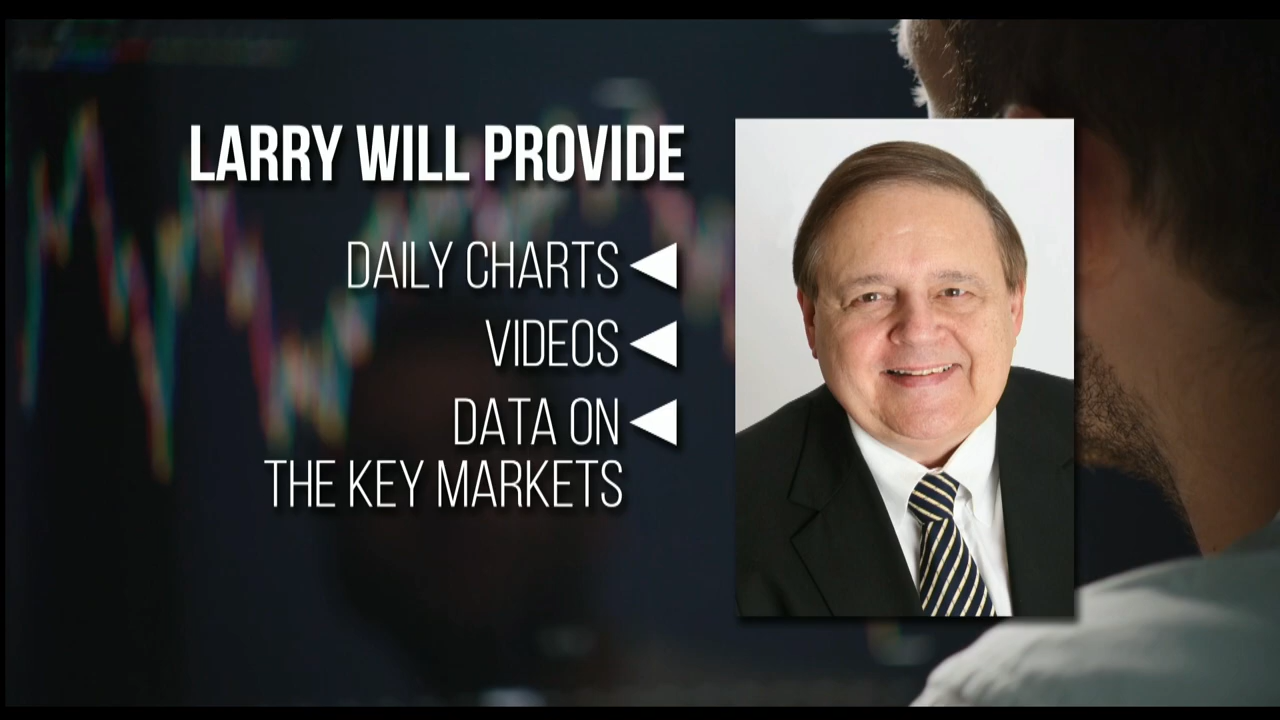 LARRY WILL PROVIDE
DAILY CHARTS
VIDEOS
DATA ON
THE KEY MARKETS